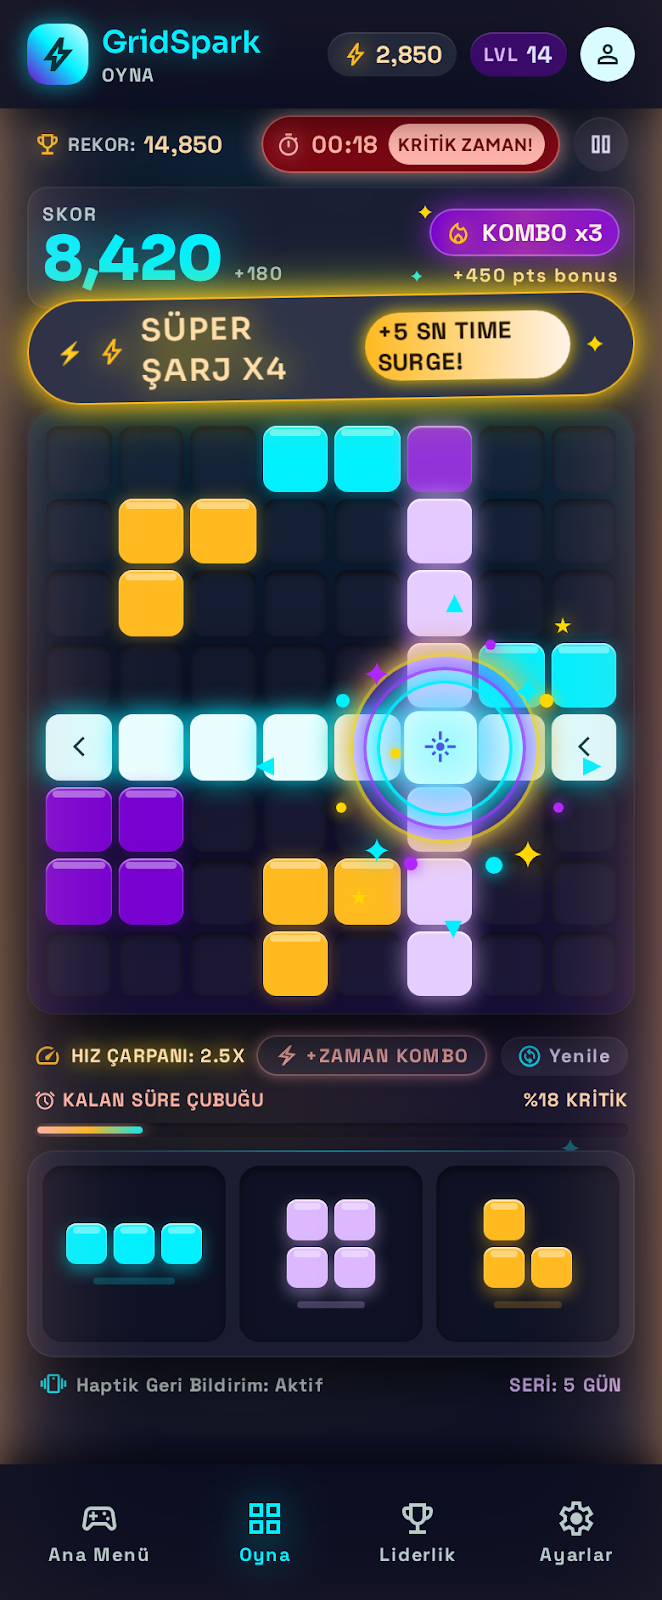 GridSpark
OYNA
2,850
LVL 14
REKOR: 14,850
00:18
KRİTİK ZAMAN!
SKOR
8,420
+180
KOMBO x3
+450 pts bonus
SÜPER
ŞARJ X4
+5 SN TIME
SURGE!
HIZ ÇARPANI: 2.5X
+ZAMAN KOMBO
Yenile
KALAN SÜRE ÇUBUĞU
%18 KRİTİK
Haptik Geri Bildirim: Aktif
SERİ: 5 GÜN
Ana Menü
Oyna
Liderlik
Ayarlar